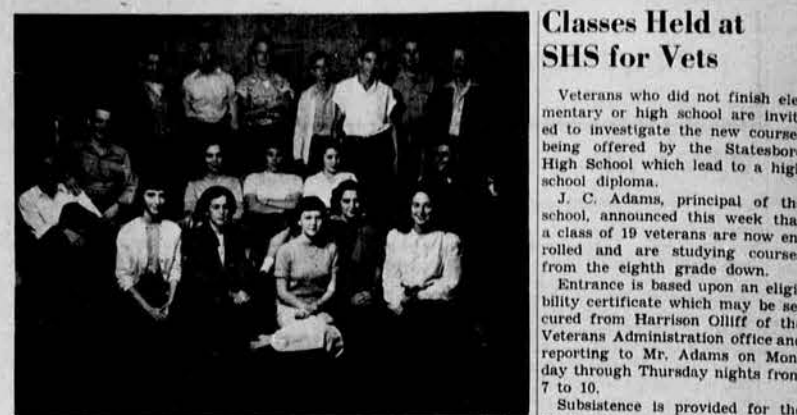 Classes Held at
SHS for Vets
Veterans who did not finish ele-
mentary or high school are invit-
ed to investigate the new course
being offered by the Statesbor
High School which lead to a high
school diploma.
J. C. Adams, principal of th
school, announced this week tha
a class of 19 veterans are now en-
rolled and are studying course
from the eighth grade down.
Entrance is based upon an eligi-
bility certificate which may be se-
cured from Harrison Olliff of th
Veterans Administration office and
reporting to Mr. Adams on Mon-
day through Thursday nights from
7 to 10.
Subsistence is provided for th